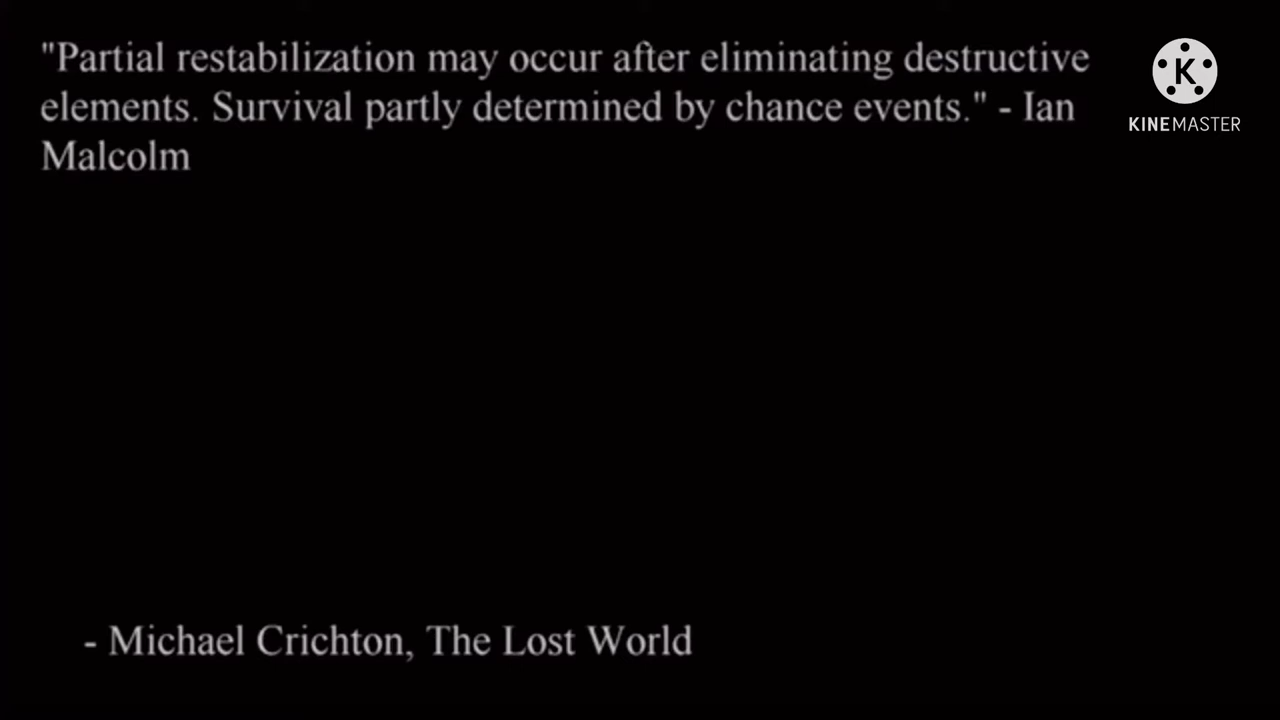 "Partial restabilization may occur after eliminating destructive
elements. Survival partly determined by chance events." - Ian
Malcolm
K
KINEMASTER
- Michael Crichton, The Lost World